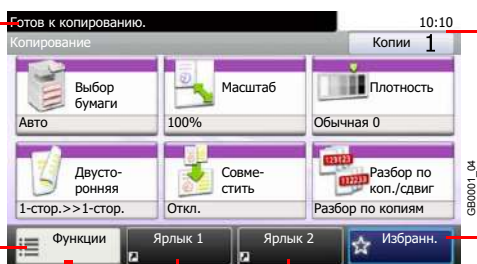 Готов к копированию.
10:10
Копирование
Копии 1
Выбор
бумаги
Авто
Масштаб
100%
Плотность
Обычная 0
Двусто-
ронняя
1-стор.>>1-стор.
Совме-
стить
Откл.
123123
112233
Разбор по
коп./сдвиг
Разбор по копиям
GB0001_04
Функции
Ярлык 1
Ярлык 2
Избранн.